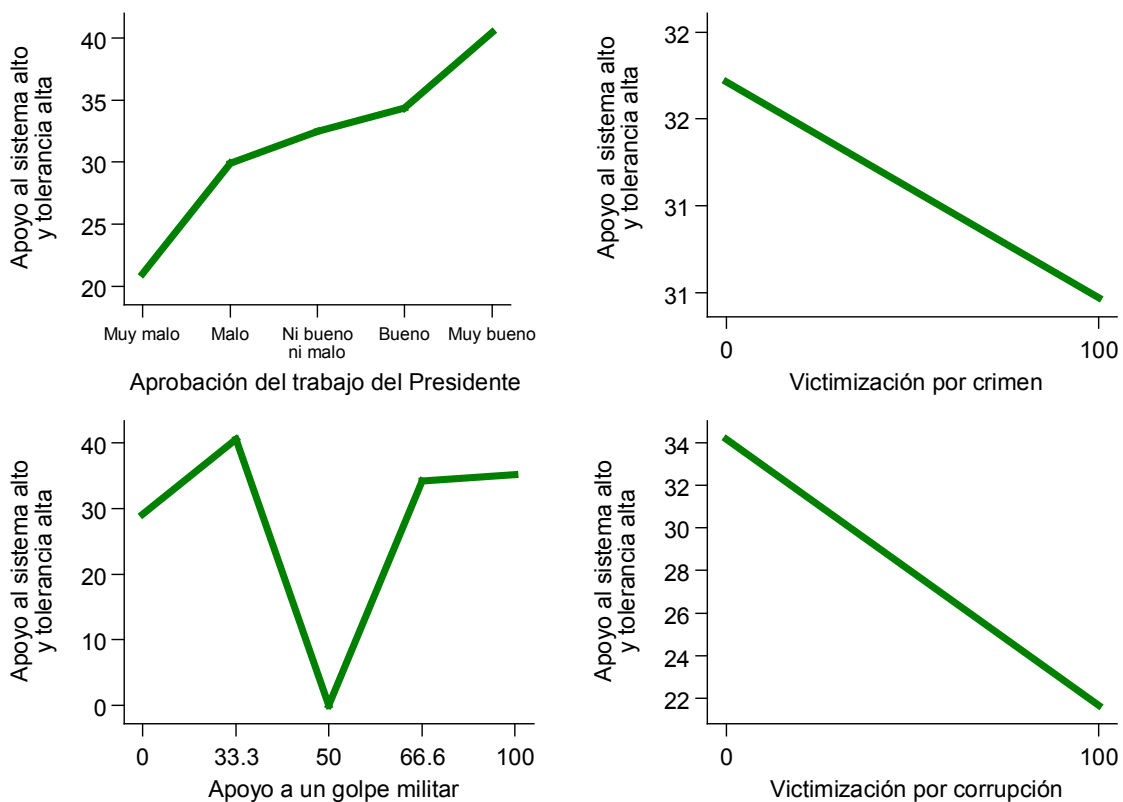 Apoyo al sistema alto
y tolerancia alta
40
35
30
25
20
Muy malo
Malo
Ni bueno
ni malo
Bueno
Muy bueno
Aprobación del trabajo del Presidente
Apoyo al sistema alto
y tolerancia alta
32
32
31
31
0
100
Victimización por crimen
Apoyo al sistema alto
y tolerancia alta
40
30
20
10
0
0
33.3
50
66.6
100
Apoyo a un golpe militar
Apoyo al sistema alto
y tolerancia alta
34
32
30
28
26
24
22
0
100
Victimización por corrupción